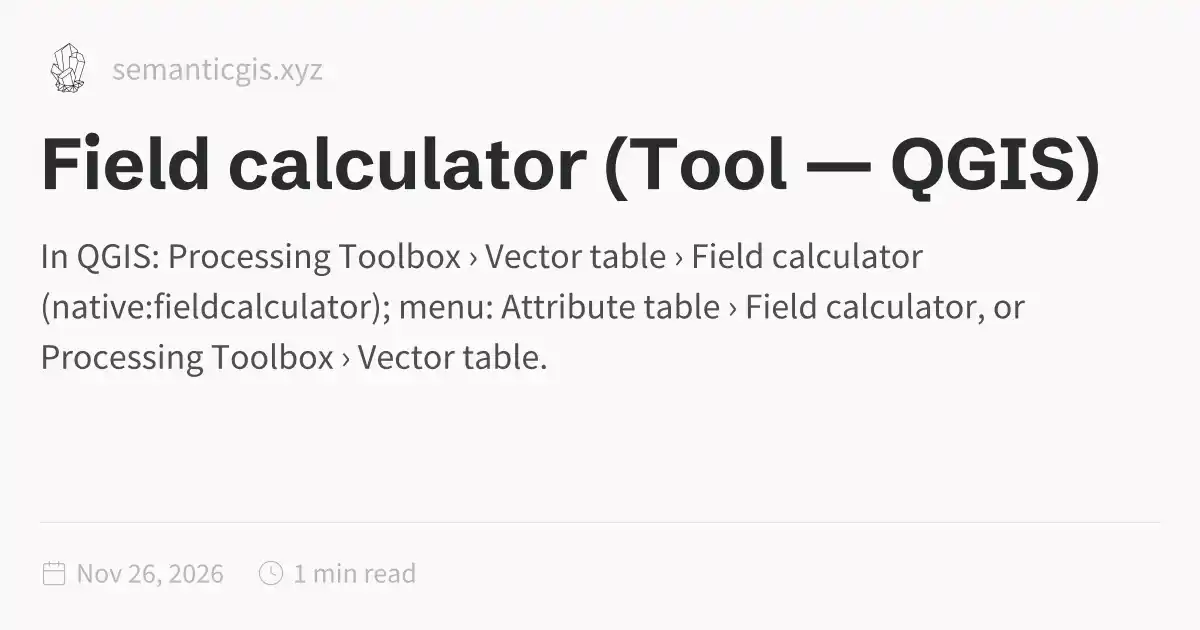 semanticgis.xyz
Field calculator (Tool — QGIS)
In QGIS: Processing Toolbox › Vector table › Field calculator
(native:fieldcalculator); menu: Attribute table › Field calculator, or
Processing Toolbox › Vector table.
Nov 26, 2026 1 min read